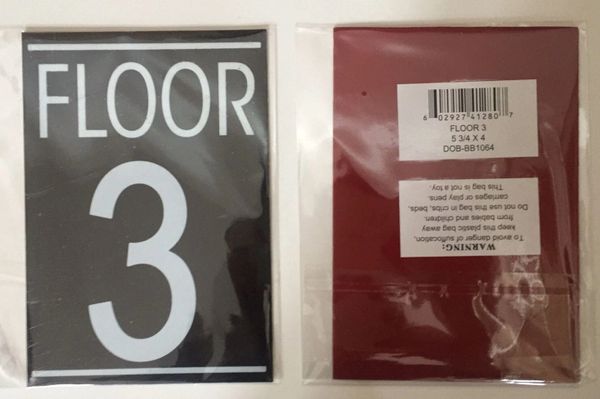 FLOOR
3
6 02927 41280 7
FLOOR 3
5 3/4 X 4
DOB-BB1064
WARNING:
To avoid danger of suffocation,
keep this plastic bag away
from babies and children.
Do not use this bag in cribs, beds,
carriages or play pens.
This bag is not a toy.